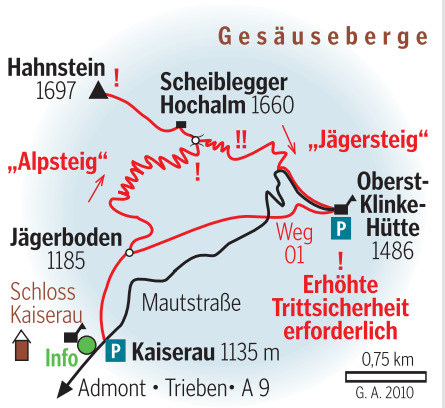 Gesäuseberge
Hahnstein
1697
!
Scheiblegger
Hochalm 1660
!!
„Jägersteig“
„Alpsteig“
!
Oberst-
Klinke-
Hütte
1486
P
Jägerboden
1185
Weg
01
!
Erhöhte
Trittsicherheit
erforderlich
Schloss
Kaiserau
Mautstraße
Info
P Kaiserau 1135 m
0,75 km
Admont • Trieben • A 9
G. A. 2010